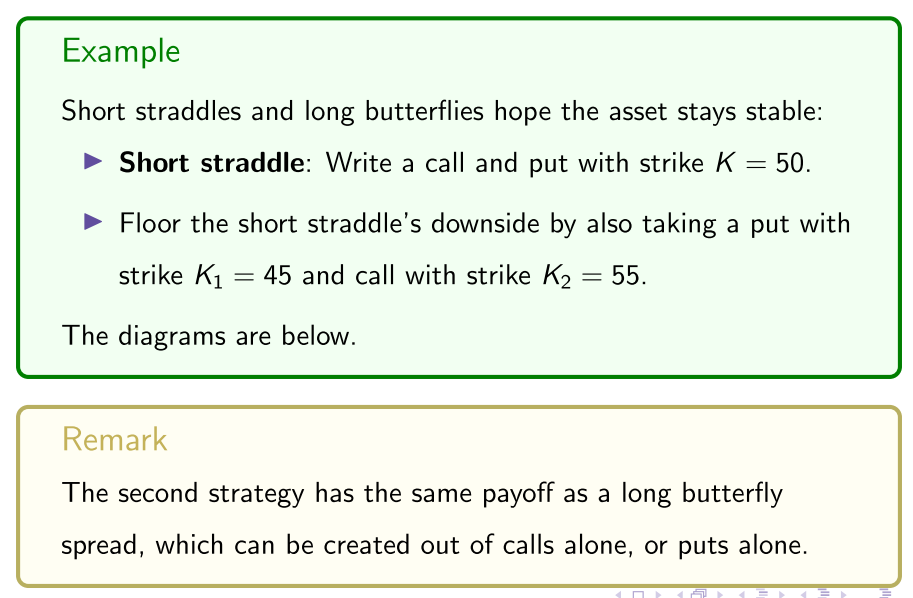 Example
Short straddles and long butterflies hope the asset stays stable:
▶ Short straddle: Write a call and put with strike K = 50.
▶ Floor the short straddle's downside by also taking a put with
strike K₁ = 45 and call with strike K₂ = 55.
The diagrams are below.
Remark
The second strategy has the same payoff as a long butterfly
spread, which can be created out of calls alone, or puts alone.